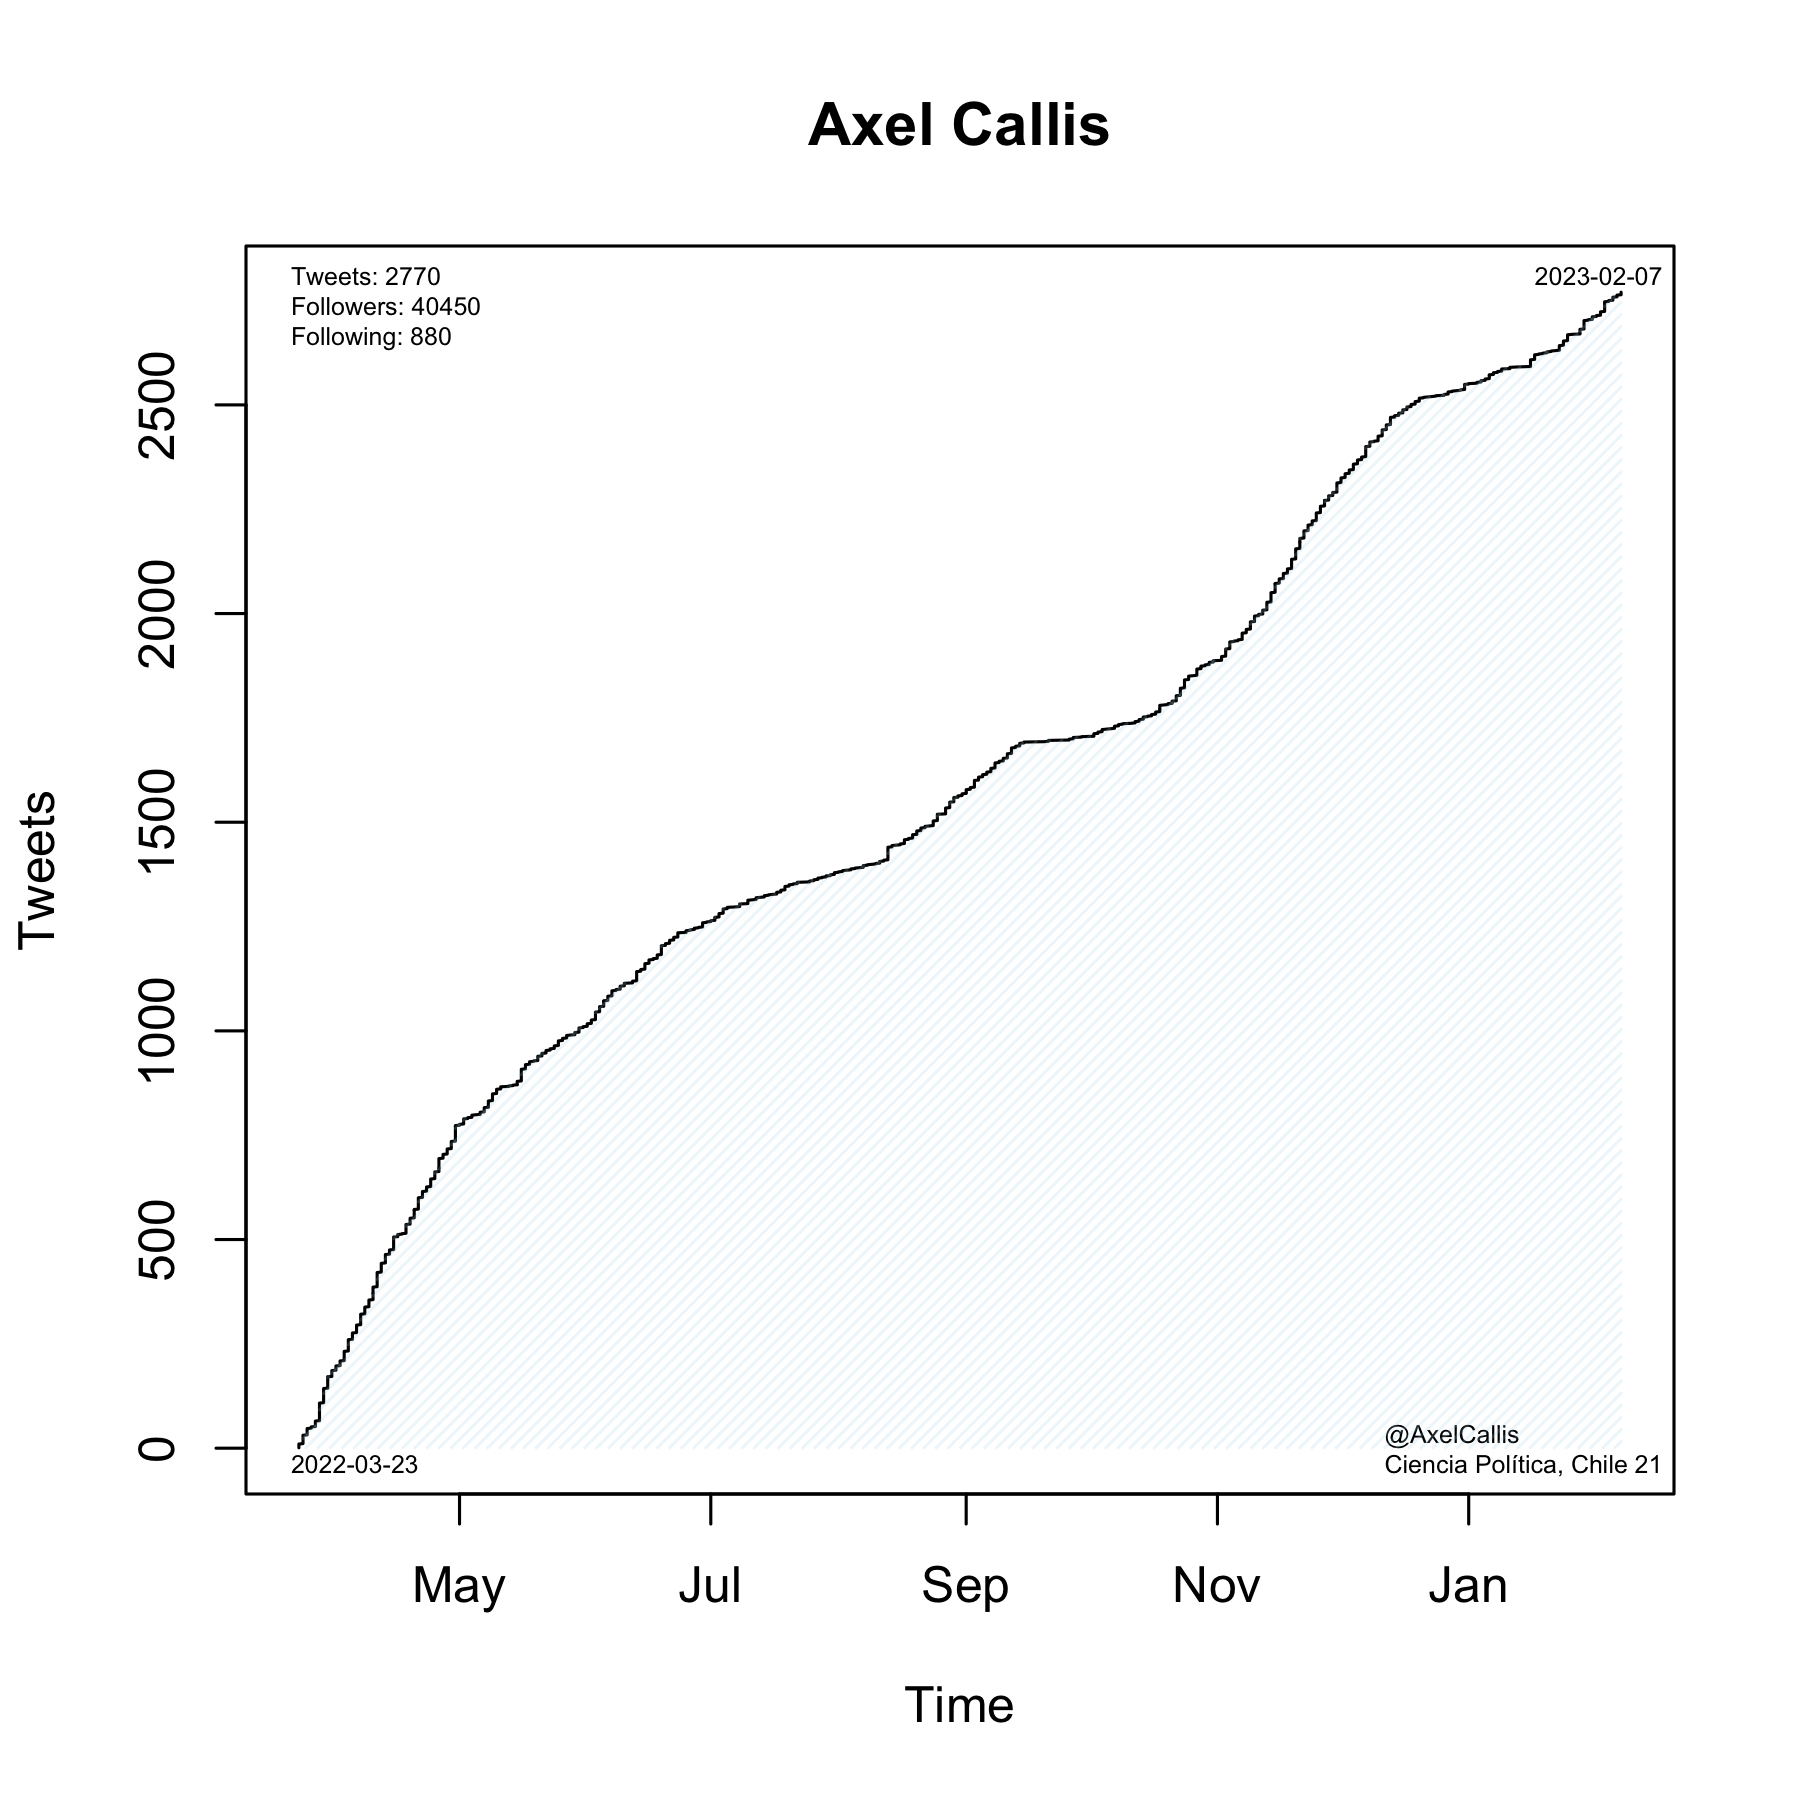 Axel Callis
Tweets: 2770
Followers: 40450
Following: 880
2023-02-07
2500
2000
1500
1000
500
0
Tweets
2022-03-23
@AxelCallis
Ciencia Política, Chile 21
May
Jul
Sep
Nov
Jan
Time